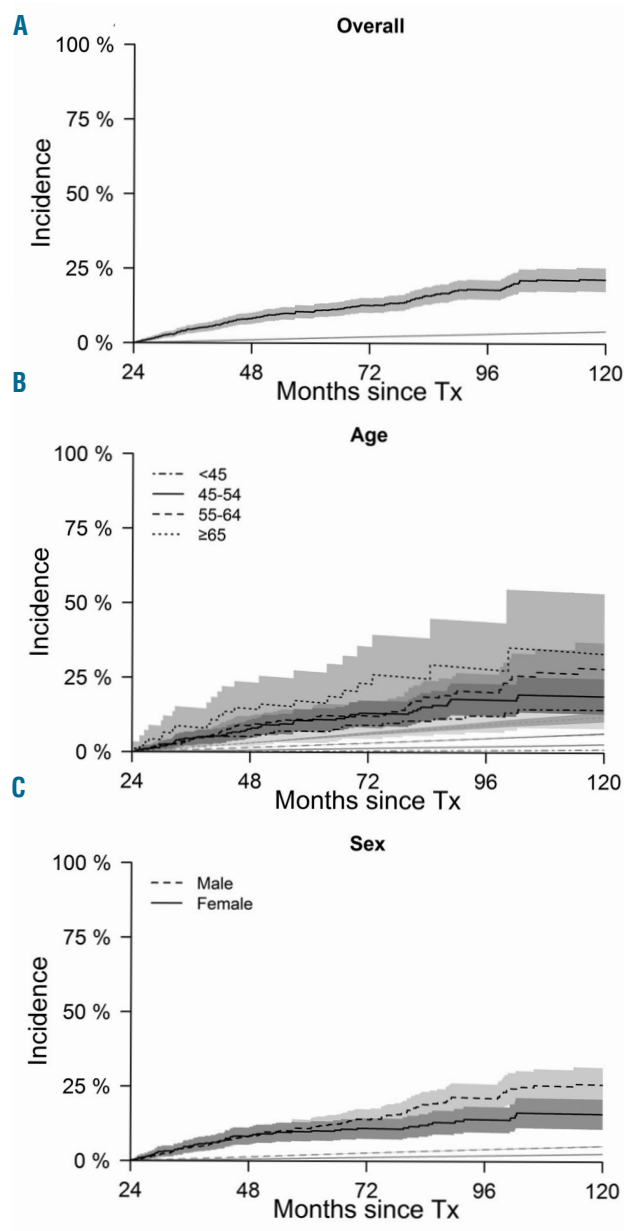 A
Overall
100 %
75 %
50 %
25 %
0 %
Incidence
24 48 72 96 120
Months since Tx
B
Age
100 %
75 %
50 %
25 %
0 %
Incidence
<45
45-54
55-64
≥65
24 48 72 96 120
Months since Tx
C
Sex
100 %
75 %
50 %
25 %
0 %
Incidence
Male
Female
24 48 72 96 120
Months since Tx